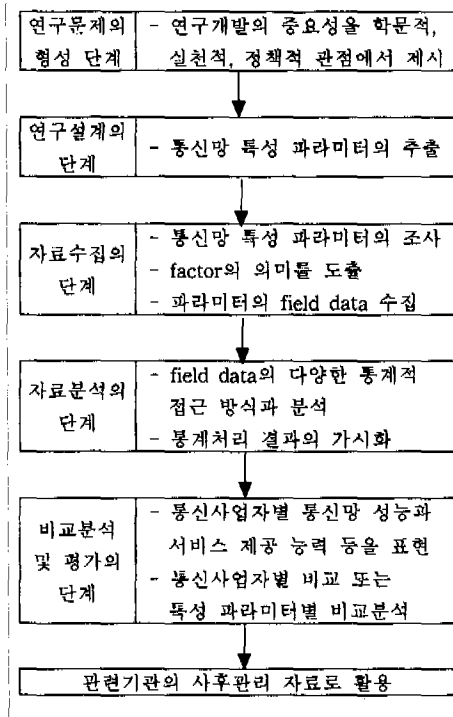 연구문제의 - 연구개발의 중요성을 학문적,
형성 단계 실천적, 정책적 관점에서 제시
연구설계의
단계
- 통신망 특성 파라미터의 추출
자료수집의
단계
- 통신망 특성 파라미터의 조사
- factor의 의미를 도출
- 파라미터의 field data 수집
자료분석의
단계
- field data의 다양한 통계적
접근 방식과 분석
- 통계처리 결과의 가시화
비교분석
및 평가의
단계
- 통신사업자별 통신망 성능과
서비스 제공 능력 등을 표현
- 통신사업자별 비교 또는
특성 파라미터별 비교분석
관련기관의 사후관리 자료로 활용